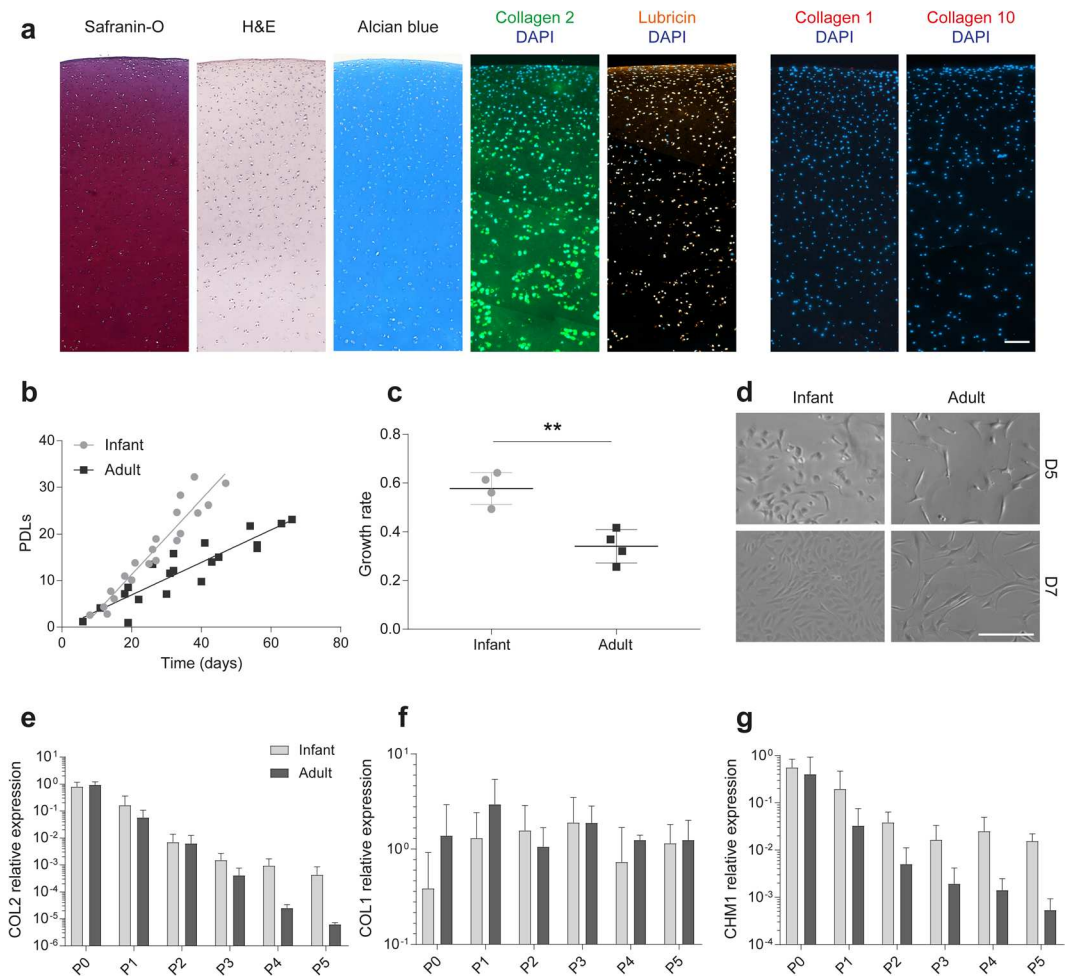 a
Safranin-O
H&E
Alcian blue
Collagen 2
DAPI
Lubricin
DAPI
Collagen 1
DAPI
Collagen 10
DAPI
b
Infant
Adult
PDLs
40
30
20
10
0
0
20
40
60
80
Time (days)
c
**
Growth rate
0.8
0.6
0.4
0.2
0.0
Infant
Adult
d
Infant
Adult
D5
D7
e
Infant
Adult
COL2 relative expression
10¹
10⁰
10⁻¹
10⁻²
10⁻³
10⁻⁴
10⁻⁵
10⁻⁶
P0
P1
P2
P3
P4
P5
f
COL1 relative expression
10¹
10⁰
10⁻¹
P0
P1
P2
P3
P4
P5
g
CHM1 relative expression
10⁰
10⁻¹
10⁻²
10⁻³
10⁻⁴
P0
P1
P2
P3
P4
P5